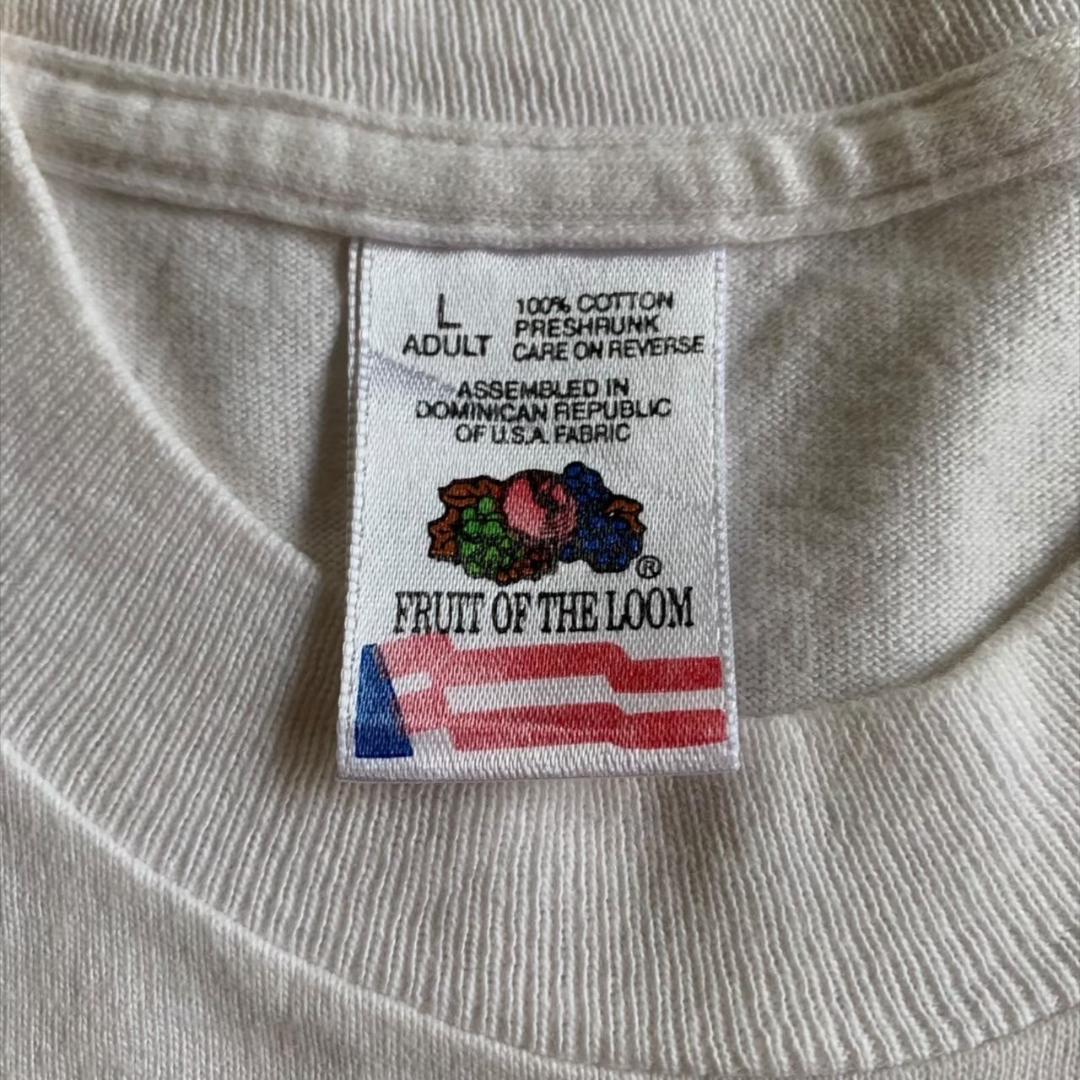 L
ADULT
100% COTTON
PRESHRUNK
CARE ON REVERSE
ASSEMBLED IN
DOMINICAN REPUBLIC
OF U.S.A. FABRIC
®
FRUIT OF THE LOOM